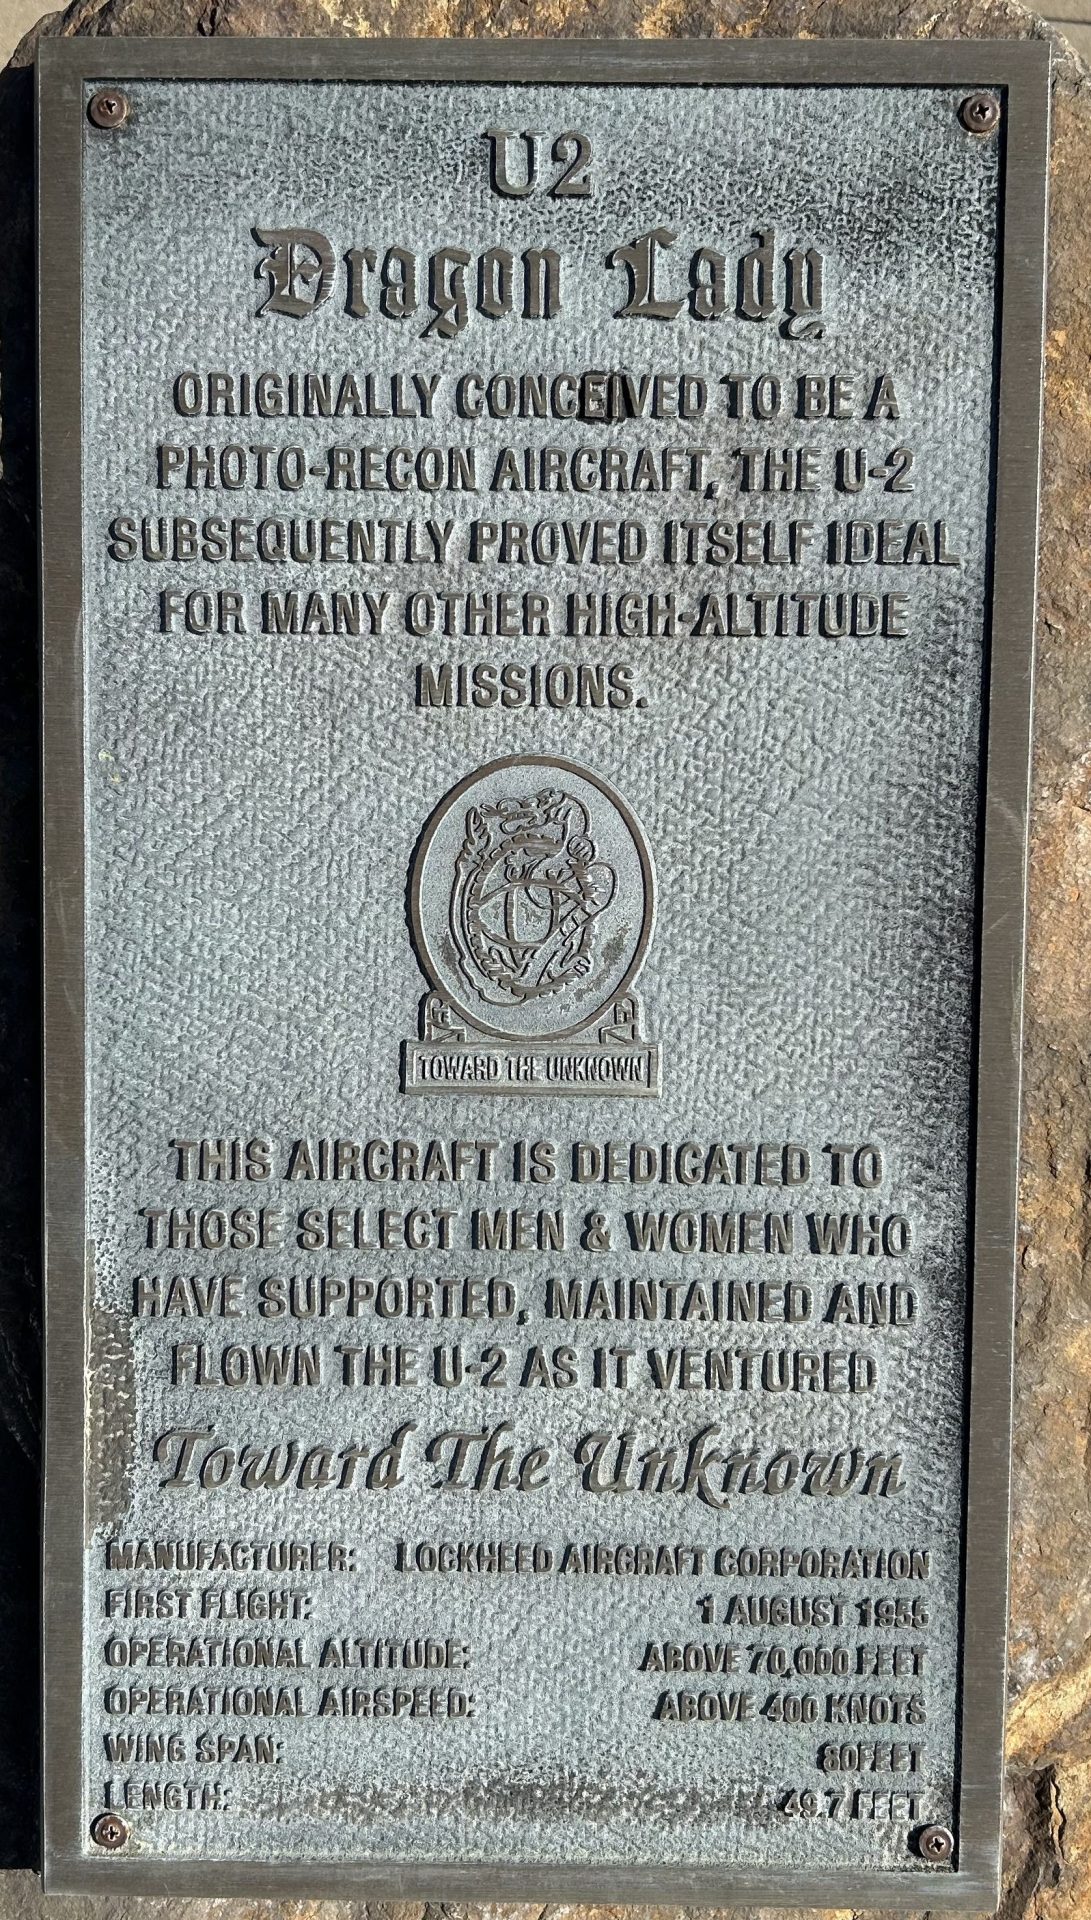 U2
Dragon Lady
ORIGINALLY CONCEIVED TO BE A
PHOTO-RECON AIRCRAFT, THE U-2
SUBSEQUENTLY PROVED ITSELF IDEAL
FOR MANY OTHER HIGH-ALTITUDE
MISSIONS.
TOWARD THE UNKNOWN
THIS AIRCRAFT IS DEDICATED TO
THOSE SELECT MEN & WOMEN WHO
HAVE SUPPORTED, MAINTAINED AND
FLOWN THE U-2 AS IT VENTURED
Toward The Unknown
MANUFACTURER: LOCKHEED AIRCRAFT CORPORATION
FIRST FLIGHT: 1 AUGUST 1955
OPERATIONAL ALTITUDE: ABOVE 70,000 FEET
OPERATIONAL AIRSPEED: ABOVE 400 KNOTS
WING SPAN: 80FEET
LENGTH: 49.7 FEET